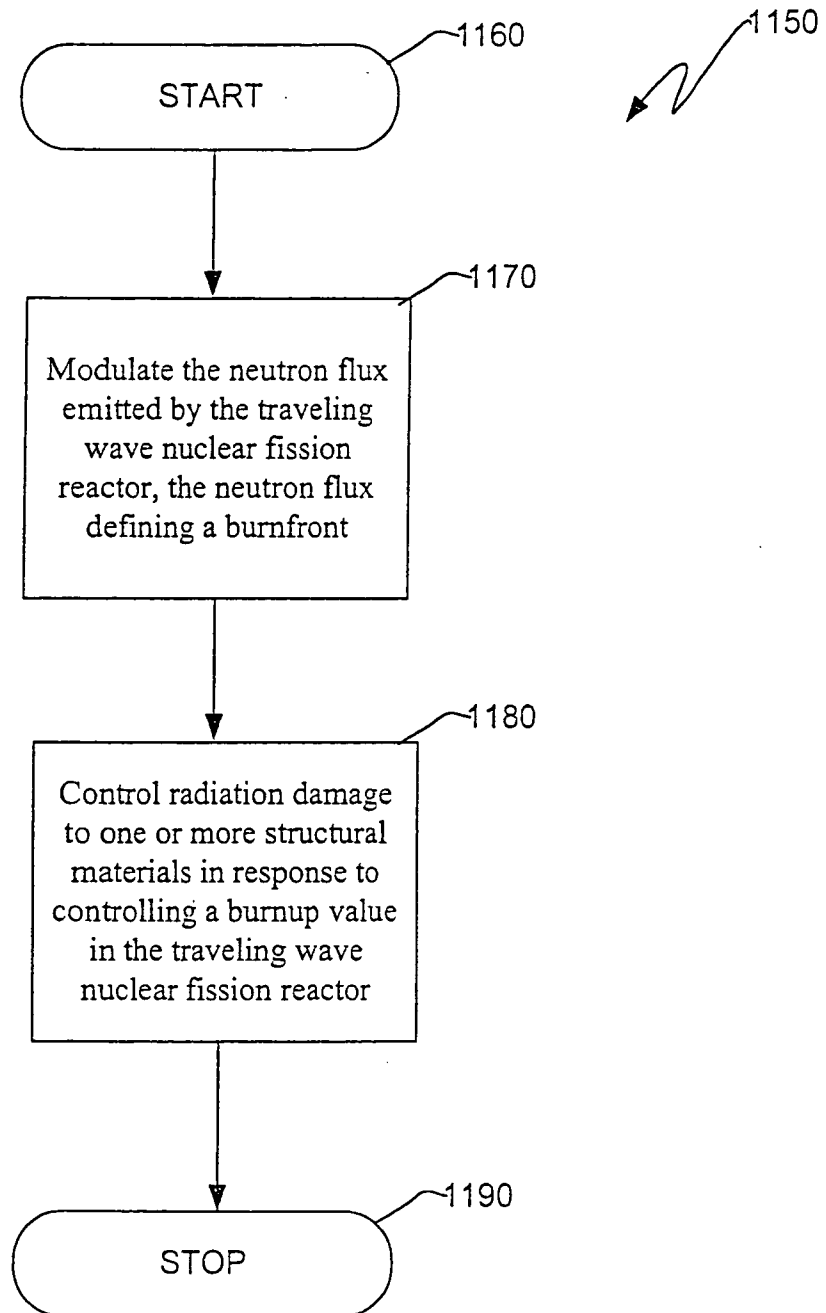 1150
1160
START
1170
Modulate the neutron flux
emitted by the traveling
wave nuclear fission
reactor, the neutron flux
defining a burnfront
1180
Control radiation damage
to one or more structural
materials in response to
controlling a burnup value
in the traveling wave
nuclear fission reactor
1190
STOP